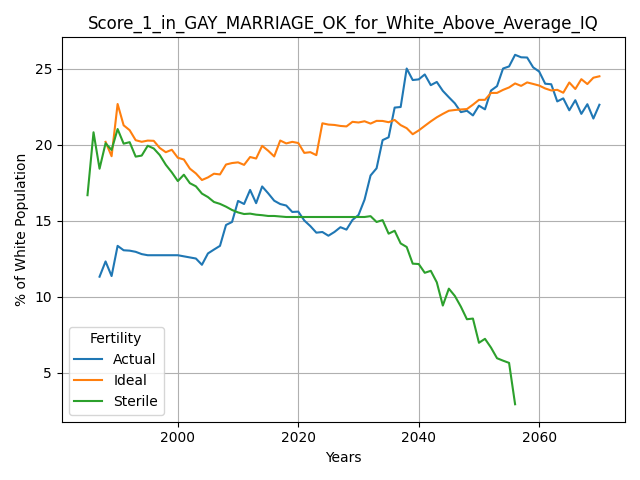 Score_1_in_GAY_MARRIAGE_OK_for_White_Above_Average_IQ
% of White Population
25
20
15
10
5
Fertility
Actual
Ideal
Sterile
2000
2020
2040
2060
Years